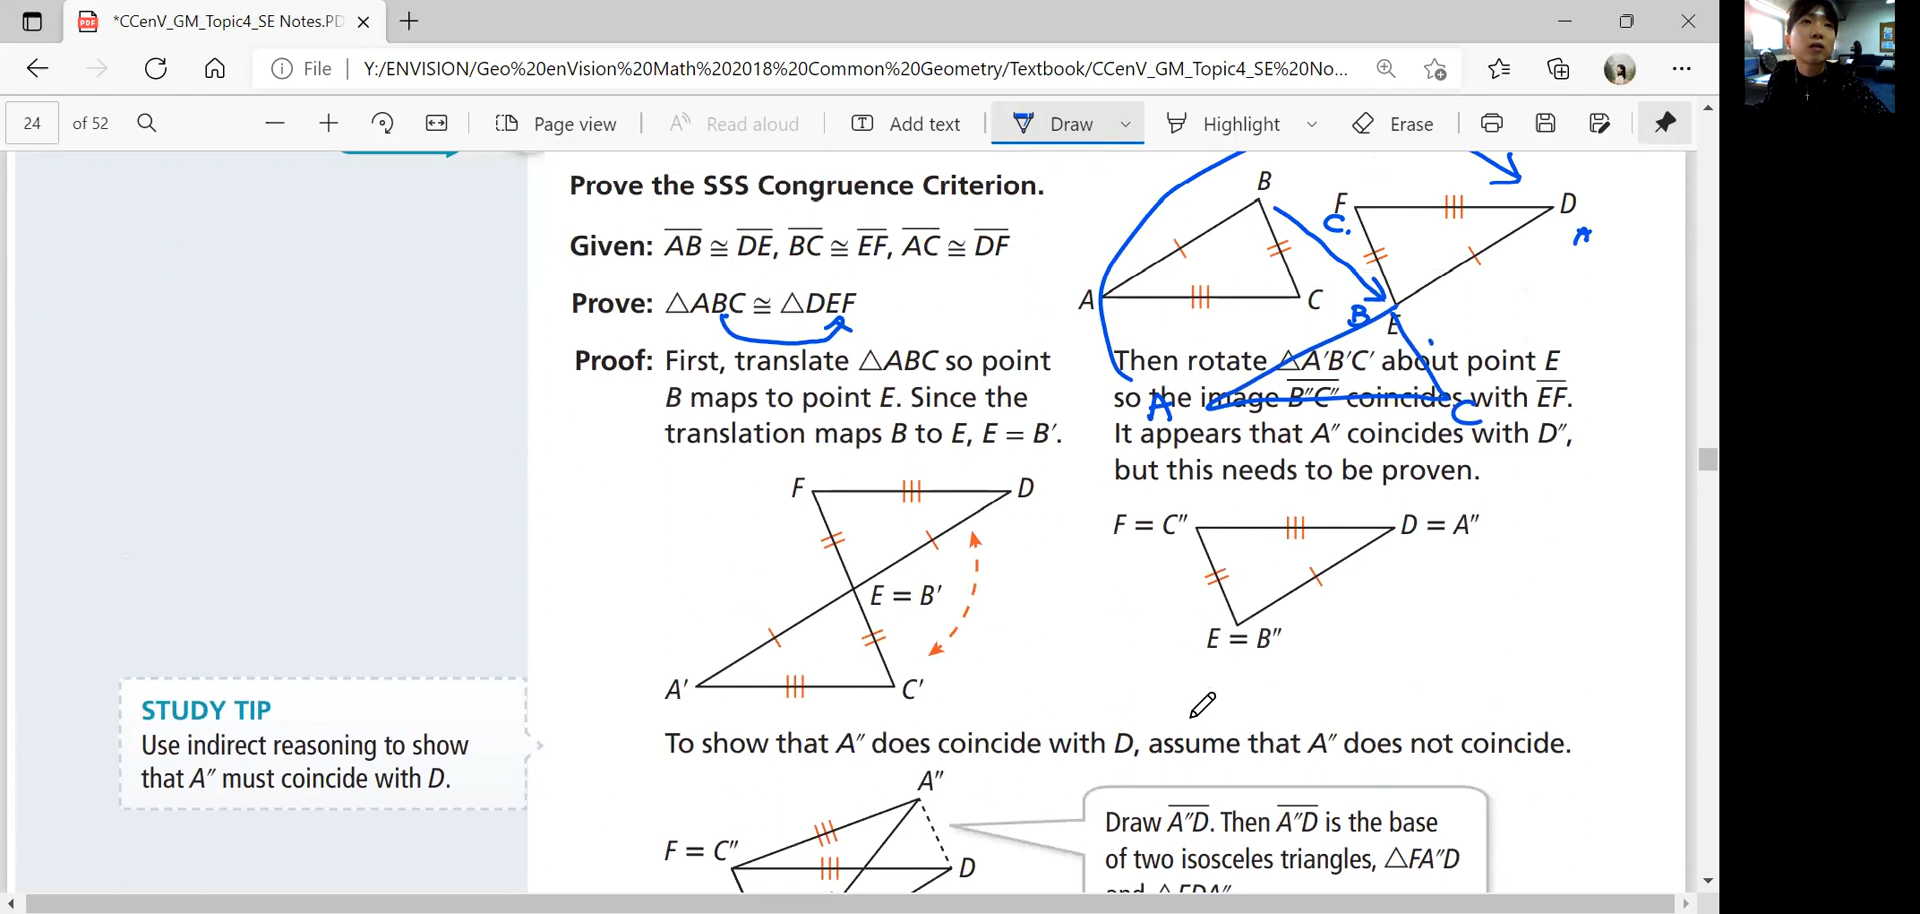 *CCenV_GM_Topic4_SE Notes.PD
File
Y:/ENVISION/Geo%20enVision%20Math%202018%20Common%20Geometry/Textbook/CCenV_GM_Topic4_SE%20No...
24 of 52
Page view
Read aloud
Add text
Draw
Highlight
Erase
Prove the SSS Congruence Criterion.
Given: AB ≅ DE, BC ≅ EF, AC ≅ DF
Prove: △ABC ≅ △DEF
B
F
D
C.
A
A
C
B
E
Proof: First, translate △ABC so point
B maps to point E. Since the
translation maps B to E, E = B′.
Then rotate △A′B′C′ about point E
so the image B″C″ coincides with EF.
A
C
It appears that A″ coincides with D″,
but this needs to be proven.
F
D
E = B′
A′
C′
F = C″
D = A″
E = B″
STUDY TIP
Use indirect reasoning to show
that A″ must coincide with D.
To show that A″ does coincide with D, assume that A″ does not coincide.
A″
F = C″
D
Draw A″D. Then A″D is the base
of two isosceles triangles, △FA″D